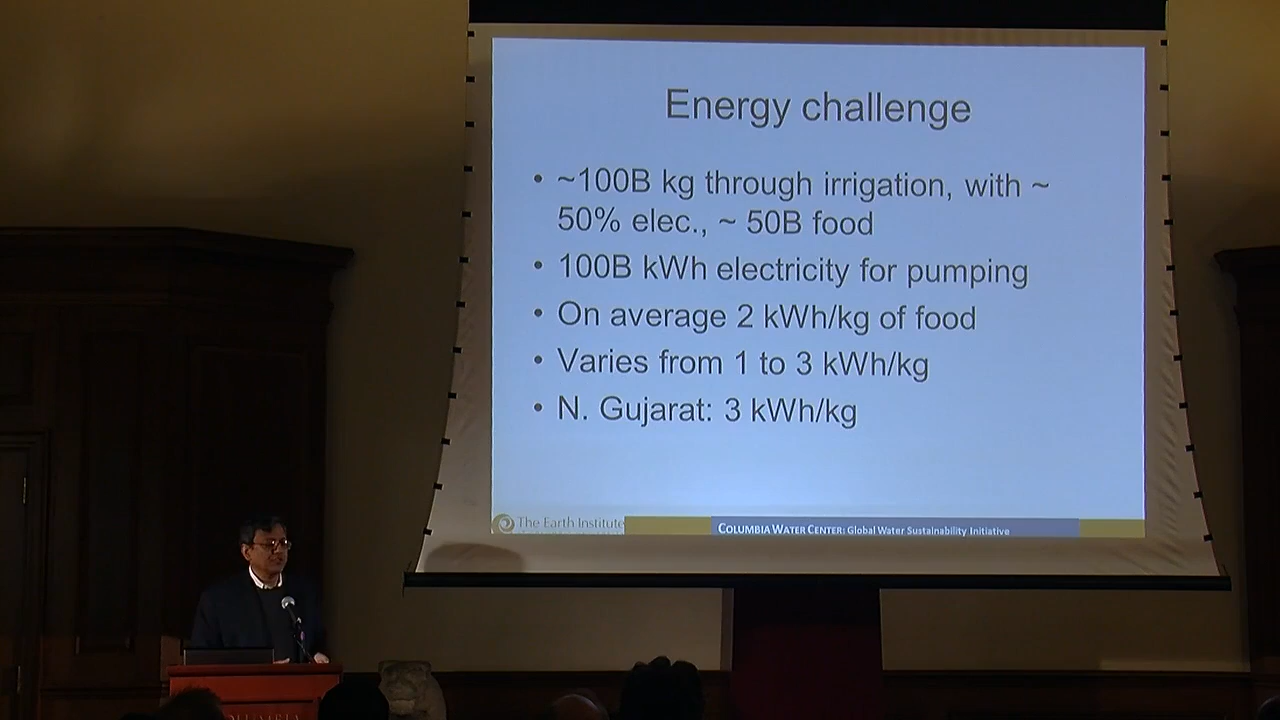 Energy challenge
• ~100B kg through irrigation, with ~
50% elec., ~ 50B food
• 100B kWh electricity for pumping
• On average 2 kWh/kg of food
• Varies from 1 to 3 kWh/kg
• N. Gujarat: 3 kWh/kg
The Earth Institute
COLUMBIA WATER CENTER: Global Water Sustainability Initiative
COLUMBIA